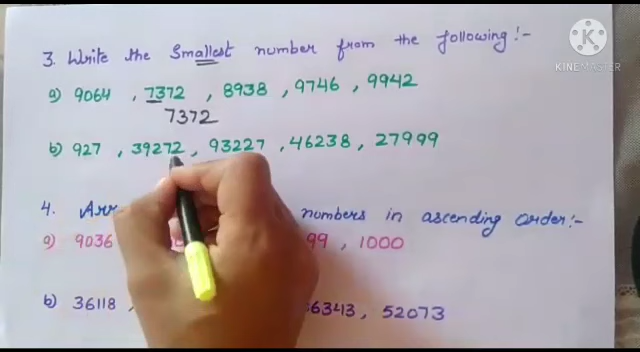 KINEMASTER
3. Write the Smallest number from the following :-
a) 9064 , 7372 , 8938 , 9746 , 9942
7372
b) 927 , 39272 , 93227 , 46238 , 27999
4. numbers in ascending order :-
a) 9036 99 , 1000
b) 36118 , 6343 , 52073